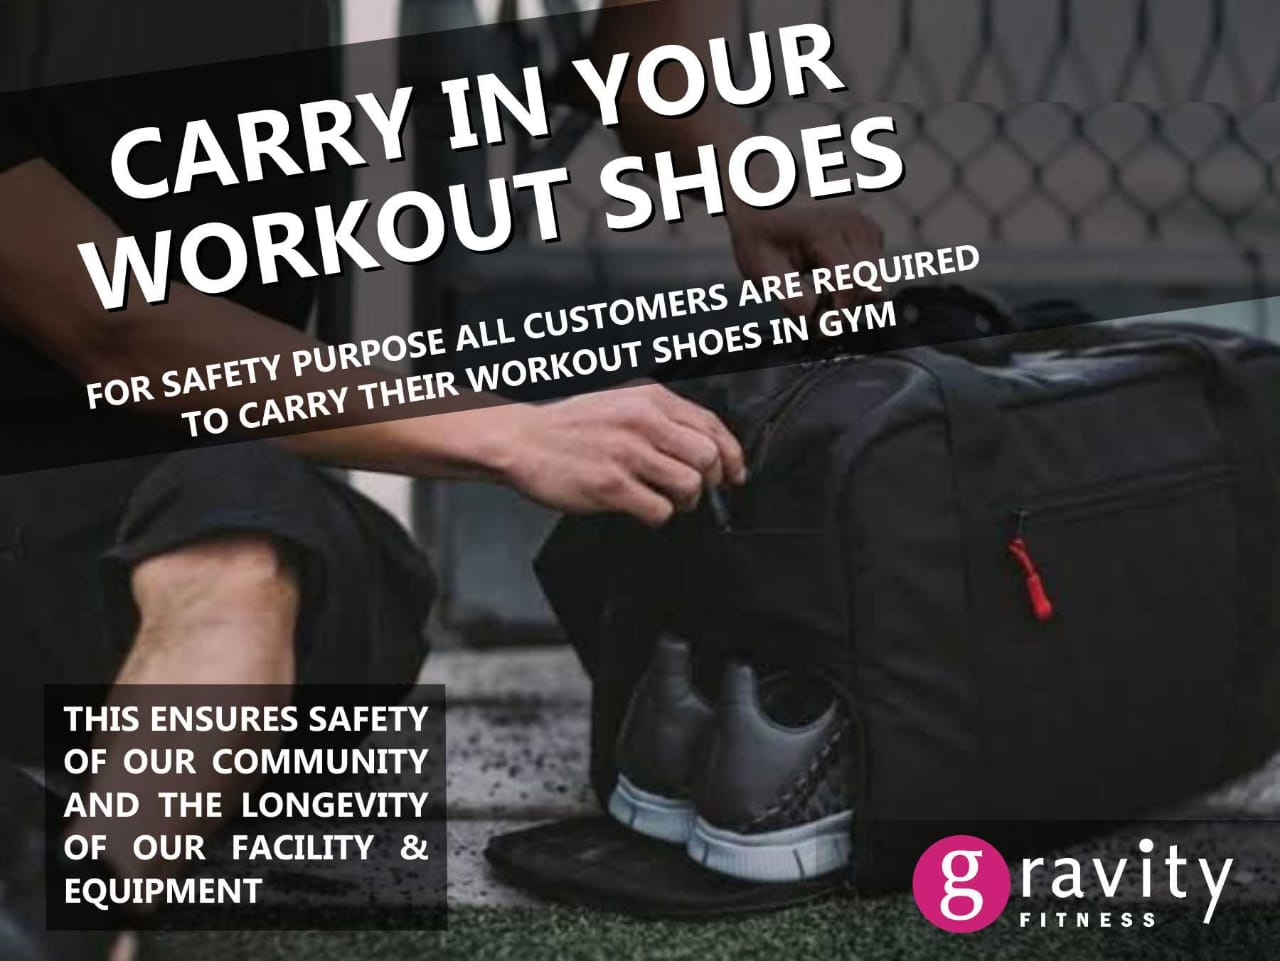 CARRY IN YOUR
WORKOUT SHOES
FOR SAFETY PURPOSE ALL CUSTOMERS ARE REQUIRED
TO CARRY THEIR WORKOUT SHOES IN GYM
THIS ENSURES SAFETY
OF OUR COMMUNITY
AND THE LONGEVITY
OF OUR FACILITY &
EQUIPMENT
gravity
FITNESS